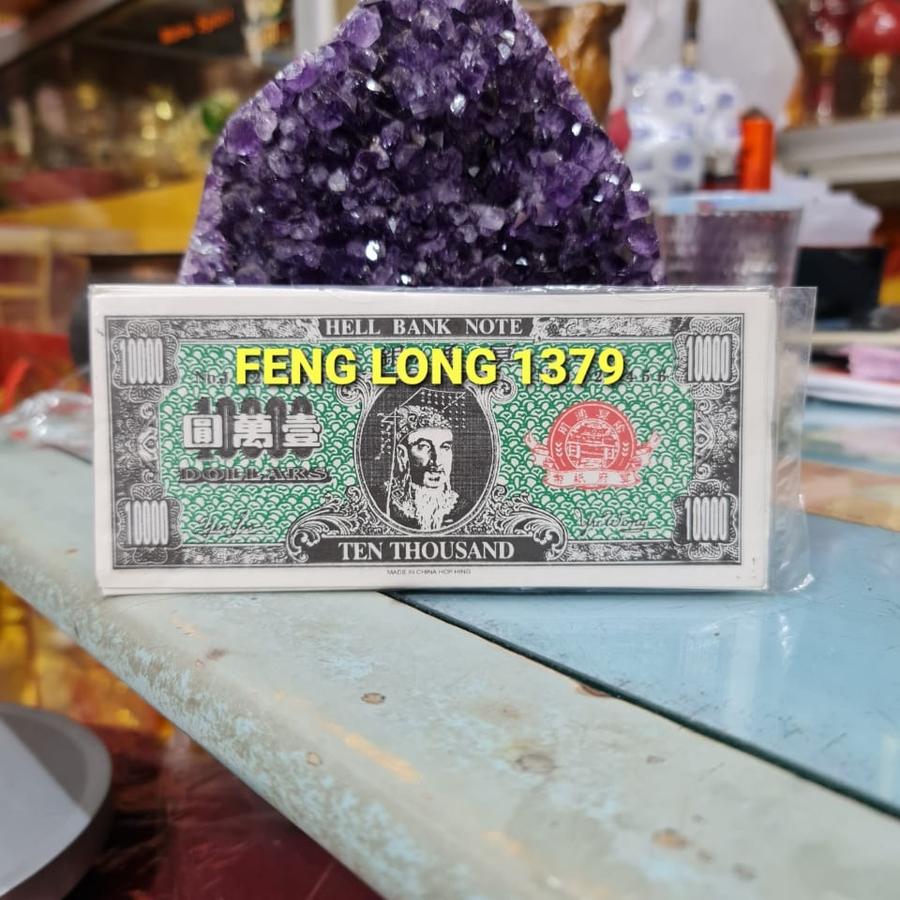 HELL BANK NOTE
10000
10000
FENG LONG 1379
圓萬壹
DOLLARS
10000
10000
TEN THOUSAND
MADE IN CHINA HOP HING